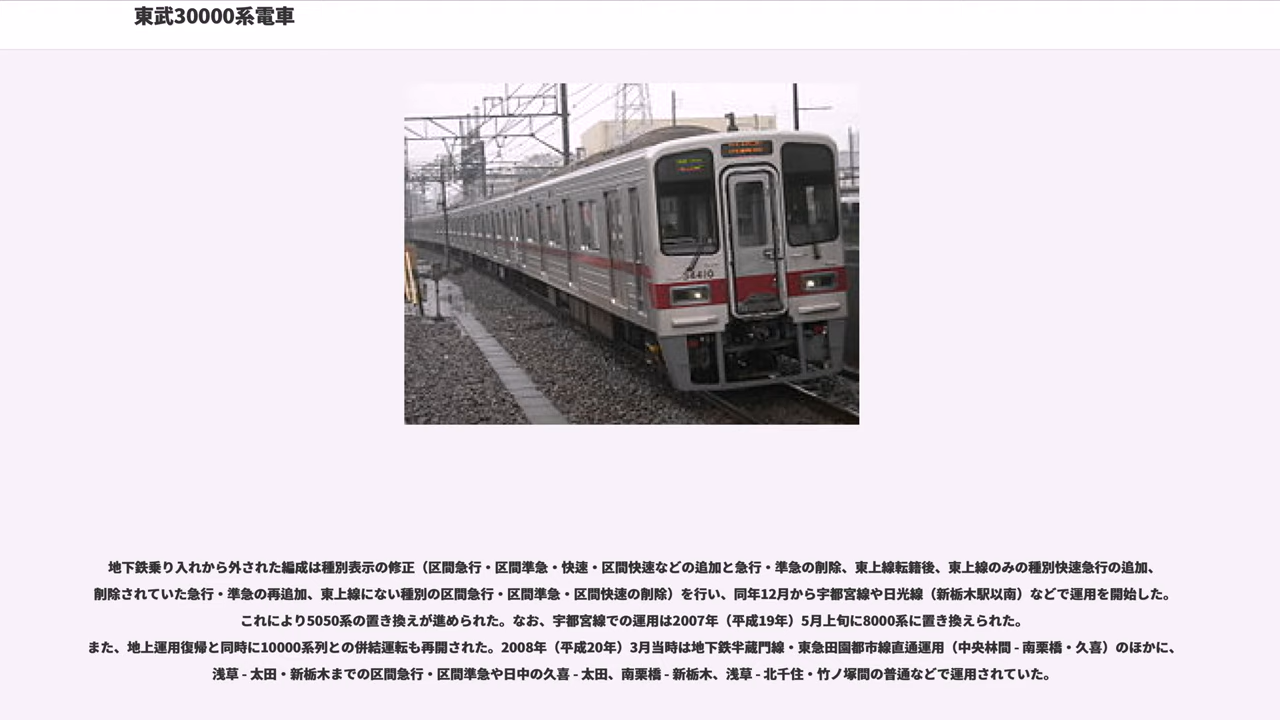 東武30000系電車
34410
地下鉄乗り入れから外された編成は種別表示の修正（区間急行・区間準急・快速・区間快速などの追加と急行・準急の削除、東上線転籍後、東上線のみの種別快速急行の追加、
削除されていた急行・準急の再追加、東上線にない種別の区間急行・区間準急・区間快速の削除）を行い、同年12月から宇都宮線や日光線（新栃木駅以南）などで運用を開始した。
これにより5050系の置き換えが進められた。なお、宇都宮線での運用は2007年（平成19年）5月上旬に8000系に置き換えられた。
また、地上運用復帰と同時に10000系列との併結運転も再開された。2008年（平成20年）3月当時は地下鉄半蔵門線・東急田園都市線直通運用（中央林間 - 南栗橋・久喜）のほかに、
浅草 - 太田・新栃木までの区間急行・区間準急や日中の久喜 - 太田、南栗橋 - 新栃木、浅草 - 北千住・竹ノ塚間の普通などで運用されていた。